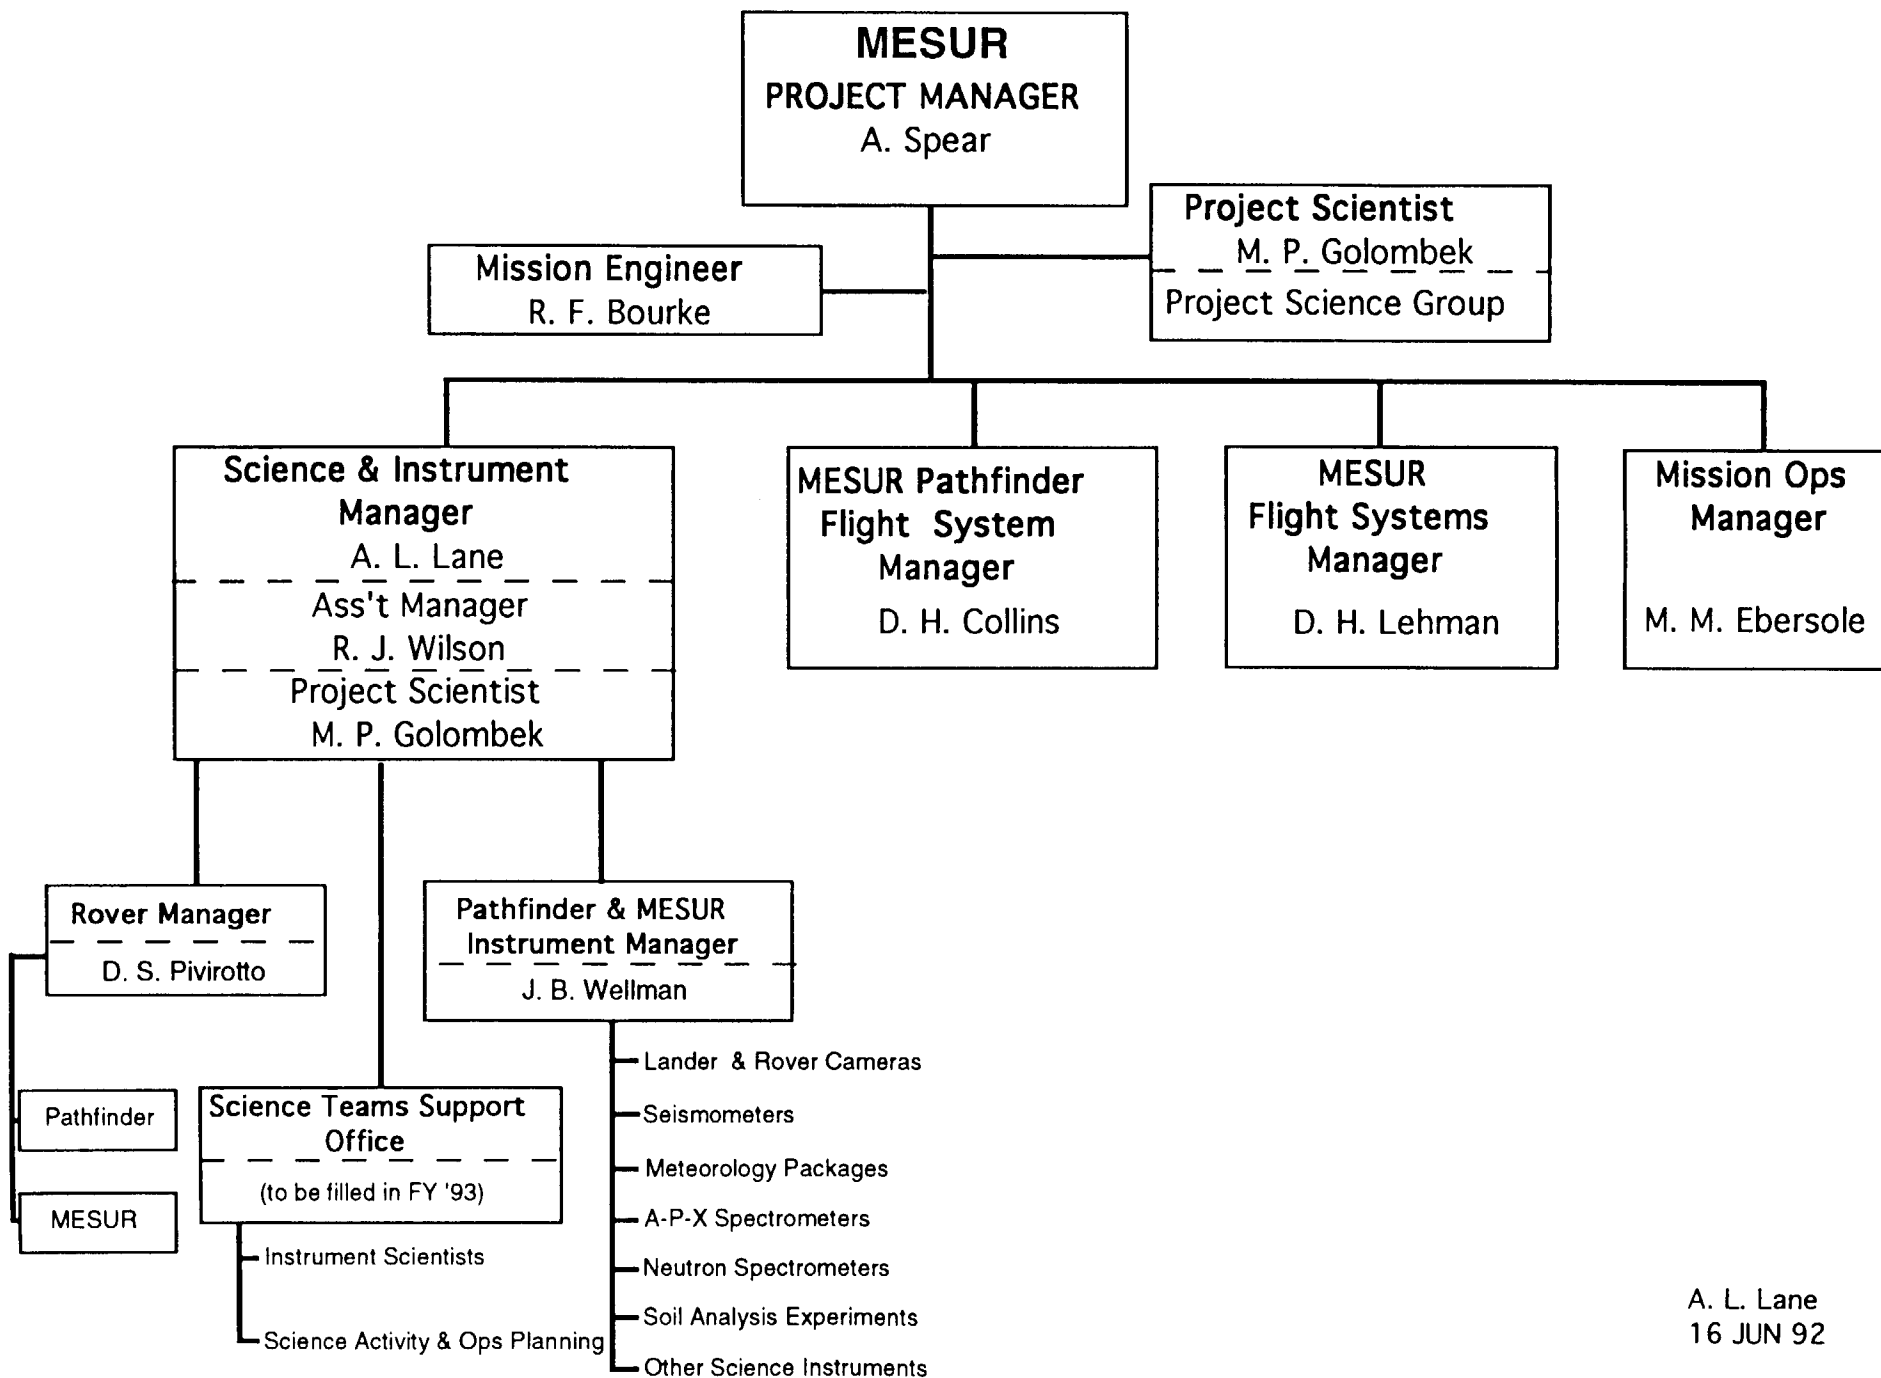 MESUR
PROJECT MANAGER
A. Spear
Project Scientist
M. P. Golombek
Project Science Group
Mission Engineer
R. F. Bourke
Science & Instrument
Manager
A. L. Lane
Ass't Manager
R. J. Wilson
Project Scientist
M. P. Golombek
MESUR Pathfinder
Flight System
Manager
D. H. Collins
MESUR
Flight Systems
Manager
D. H. Lehman
Mission Ops
Manager
M. M. Ebersole
Rover Manager
D. S. Pivirotto
Pathfinder
MESUR
Science Teams Support
Office
(to be filled in FY '93)
Instrument Scientists
Science Activity & Ops Planning
Pathfinder & MESUR
Instrument Manager
J. B. Wellman
Lander & Rover Cameras
Seismometers
Meteorology Packages
A-P-X Spectrometers
Neutron Spectrometers
Soil Analysis Experiments
Other Science Instruments
A. L. Lane
16 JUN 92